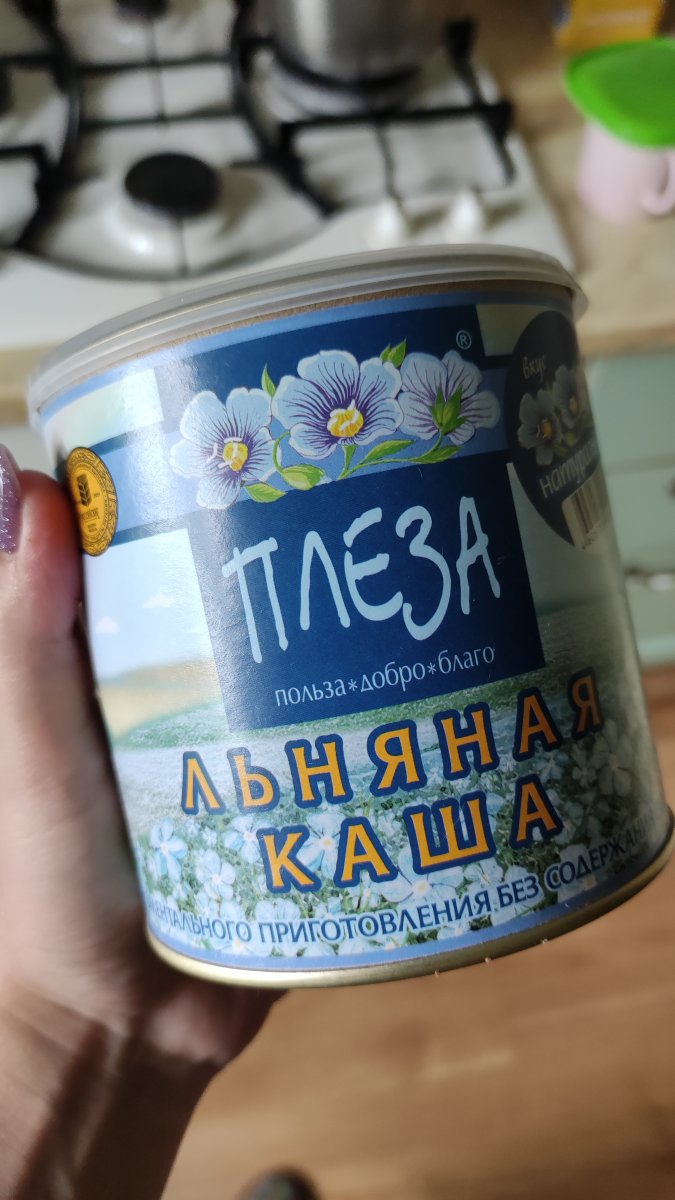 ®
вкус
ПЛЕЗА
польза*добро*благо
ЛЬНЯНАЯ
КАША
ПРИГОТОВЛЕНИЯ БЕЗ